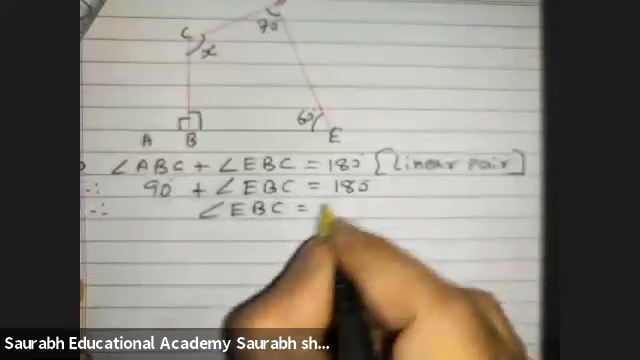 70°
C
x
60°
A B E
∠ABC + ∠EBC = 180° [Linear pair]
∴ 90° + ∠EBC = 180
∴ ∠EBC =
Saurabh Educational Academy Saurabh sh...